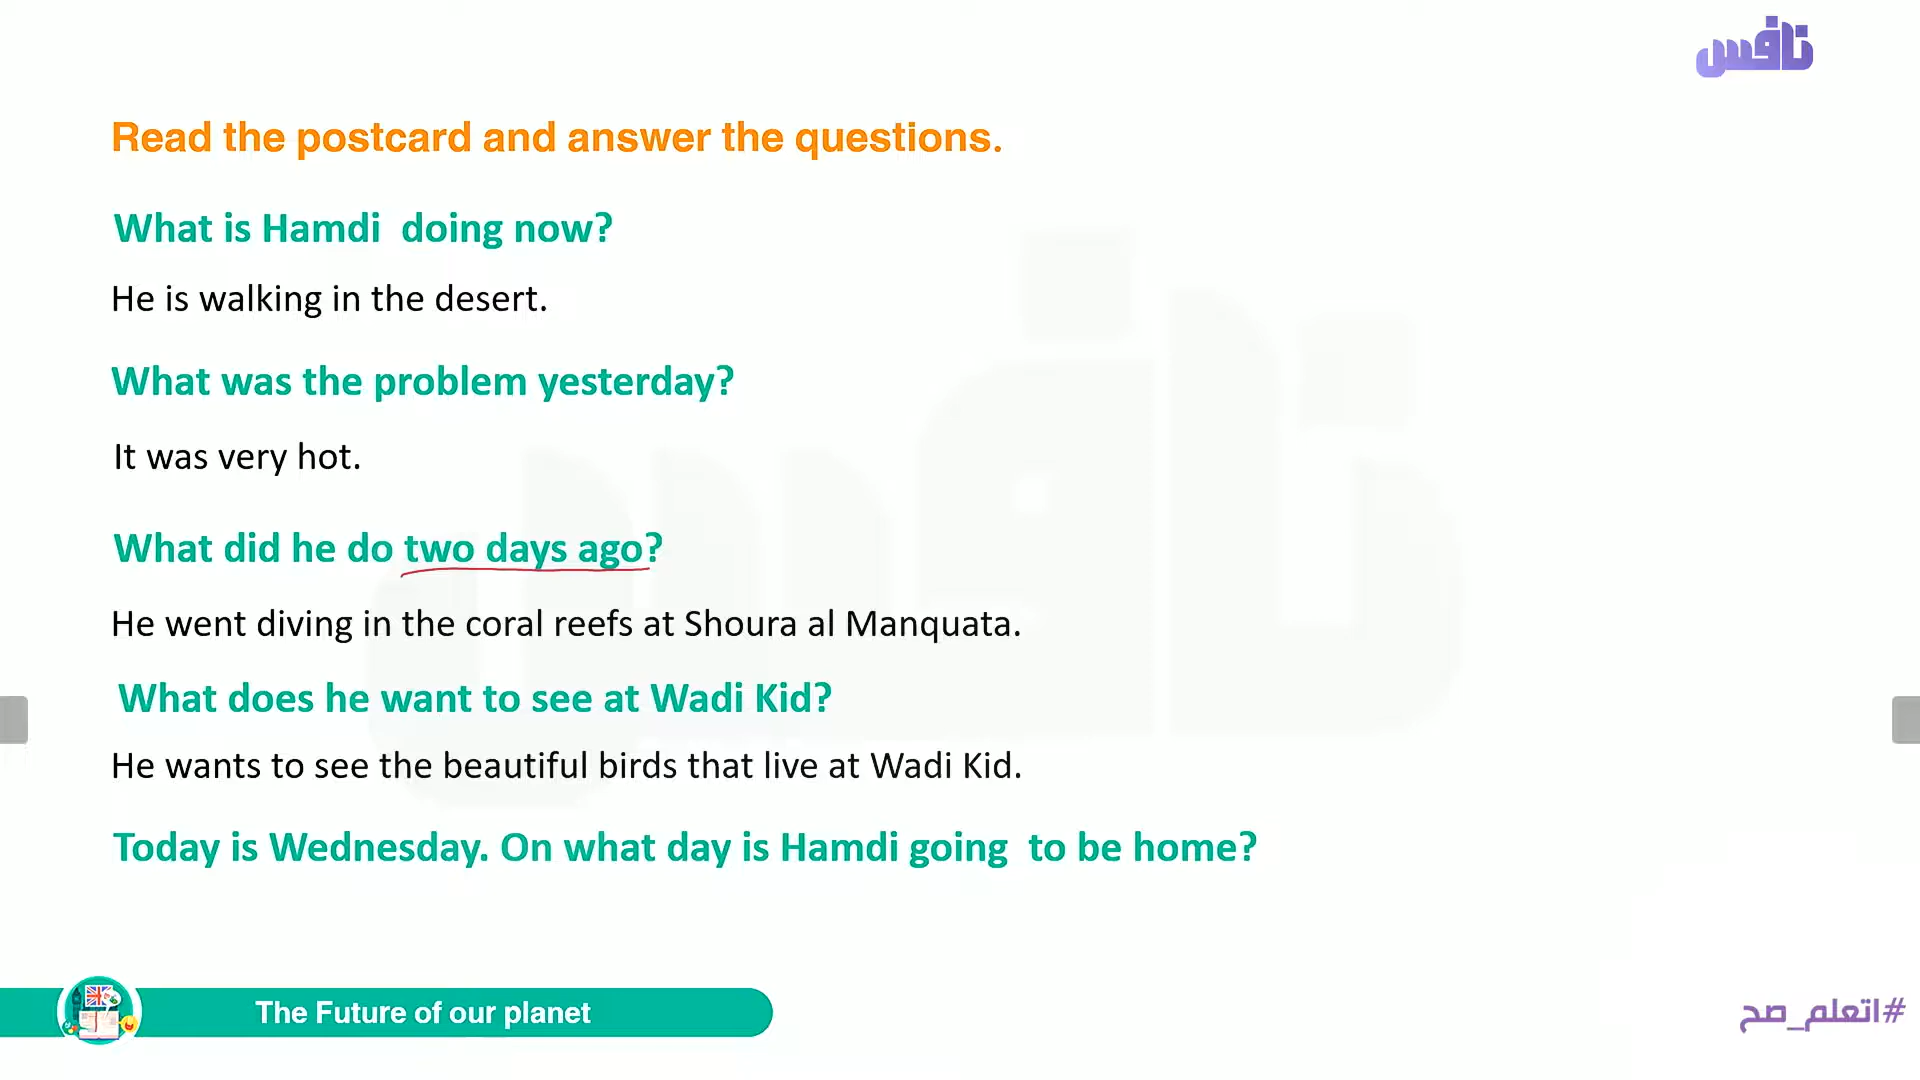 نافس
Read the postcard and answer the questions.
What is Hamdi doing now?
He is walking in the desert.
What was the problem yesterday?
It was very hot.
What did he do two days ago?
He went diving in the coral reefs at Shoura al Manquata.
What does he want to see at Wadi Kid?
He wants to see the beautiful birds that live at Wadi Kid.
Today is Wednesday. On what day is Hamdi going to be home?
The Future of our planet
#اتعلم_صح